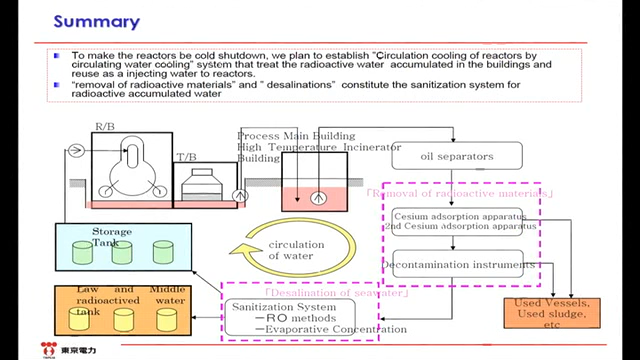 Summary
To make the reactors be cold shutdown, we plan to establish "Circulation cooling of reactors by
circulating water cooling" system that treat the radioactive water accumulated in the buildings and
reuse as a injecting water to reactors.
"removal of radioactive materials" and " desalinations" constitute the sanitization system for
radioactive accumulated water
R/B
T/B
Process Main Building
High Temperature Incinerator
Building
oil separators
「Removal of radioactive materials」
Cesium adsorption apparatus
2nd Cesium adsorption apparatus
Decontamination instruments
Storage
Tank
circulation
of water
Law and Middle
radioactived water
tank
「Desalination of seawater」
Sanitization System
－RO methods
－Evaporative Concentration
Used Vessels,
Used sludge,
etc
東京電力